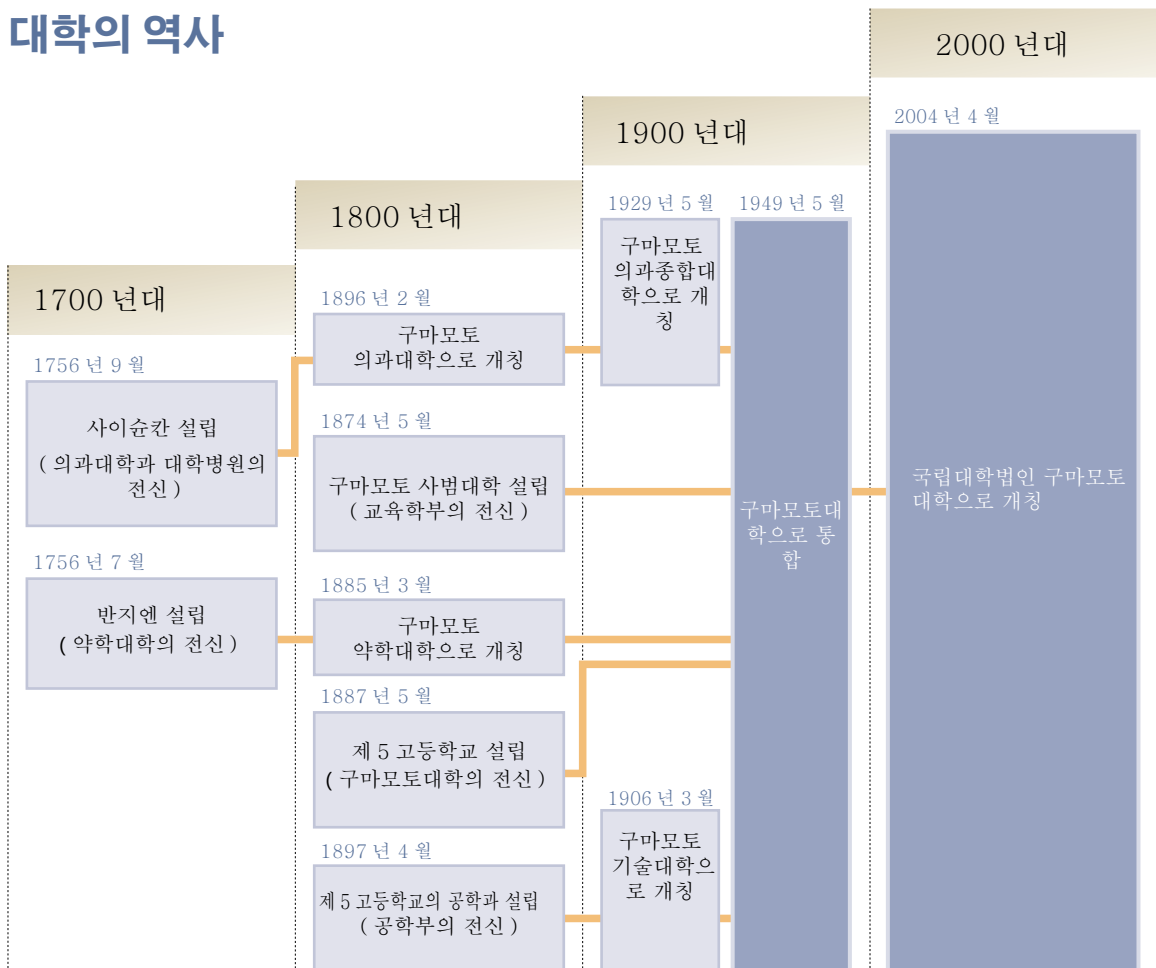 대학의 역사
1700 년대
1756 년 9 월
사이슌칸 설립
( 의과대학과 대학병원의
전신 )
1756 년 7 월
반지엔 설립
( 약학대학의 전신 )
1800 년대
1896 년 2 월
구마모토
의과대학으로 개칭
1874 년 5 월
구마모토 사범대학 설립
( 교육학부의 전신 )
1885 년 3 월
구마모토
약학대학으로 개칭
1887 년 5 월
제 5 고등학교 설립
( 구마모토대학의 전신 )
1897 년 4 월
제 5 고등학교의 공학과 설립
( 공학부의 전신 )
1900 년대
1929 년 5 월
구마모토
의과종합대
학으로 개
칭
1906 년 3 월
구마모토
기술대학으
로 개칭
1949 년 5 월
구마모토대
학으로 통
합
2000 년대
2004 년 4 월
국립대학법인 구마모토
대학으로 개칭